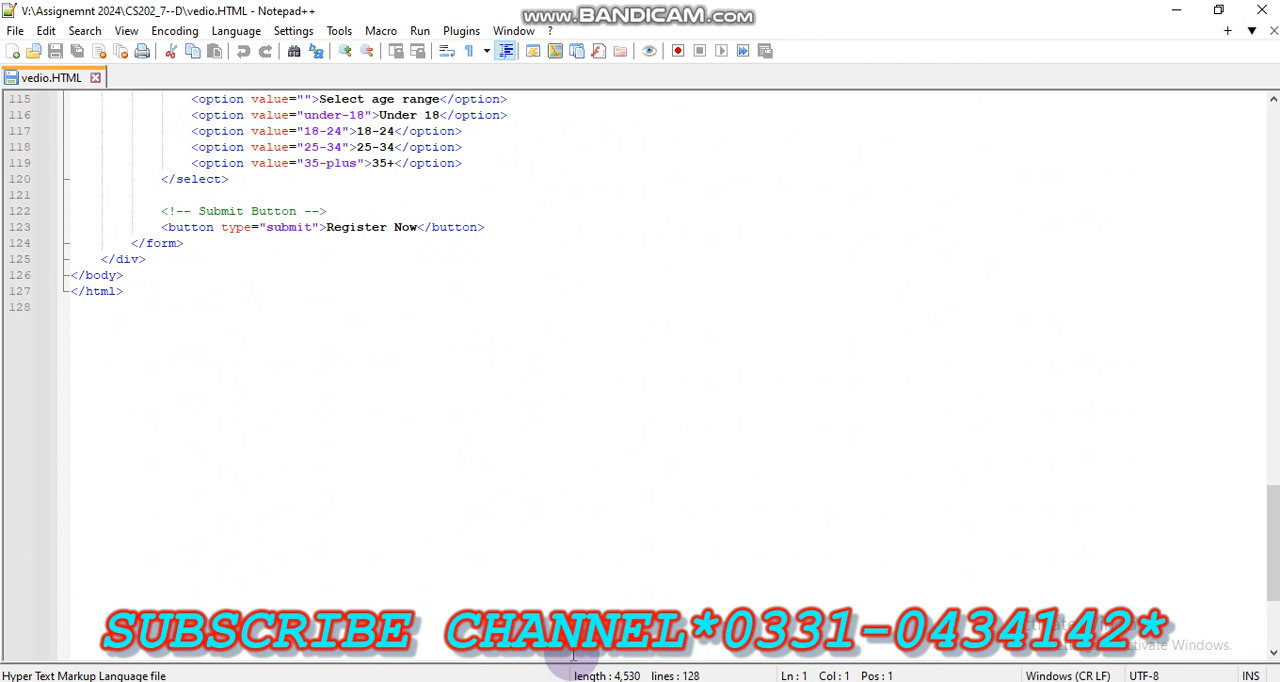 V:\Assignemnt 2024\CS202_7--D\vedio.HTML - Notepad++
www.BANDICAM.com
File Edit Search View Encoding Language Settings Tools Macro Run Plugins Window ?
vedio.HTML
115 <option value="">Select age range</option>
116 <option value="under-18">Under 18</option>
117 <option value="18-24">18-24</option>
118 <option value="25-34">25-34</option>
119 <option value="35-plus">35+</option>
120 </select>
121
122 <!-- Submit Button -->
123 <button type="submit">Register Now</button>
124 </form>
125 </div>
126 </body>
127 </html>
128
SUBSCRIBE CHANNEL*0331-0434142*
Hyper Text Markup Language file length : 4,530 lines : 128 Ln : 1 Col : 1 Pos : 1 Windows (CR LF) UTF-8 INS